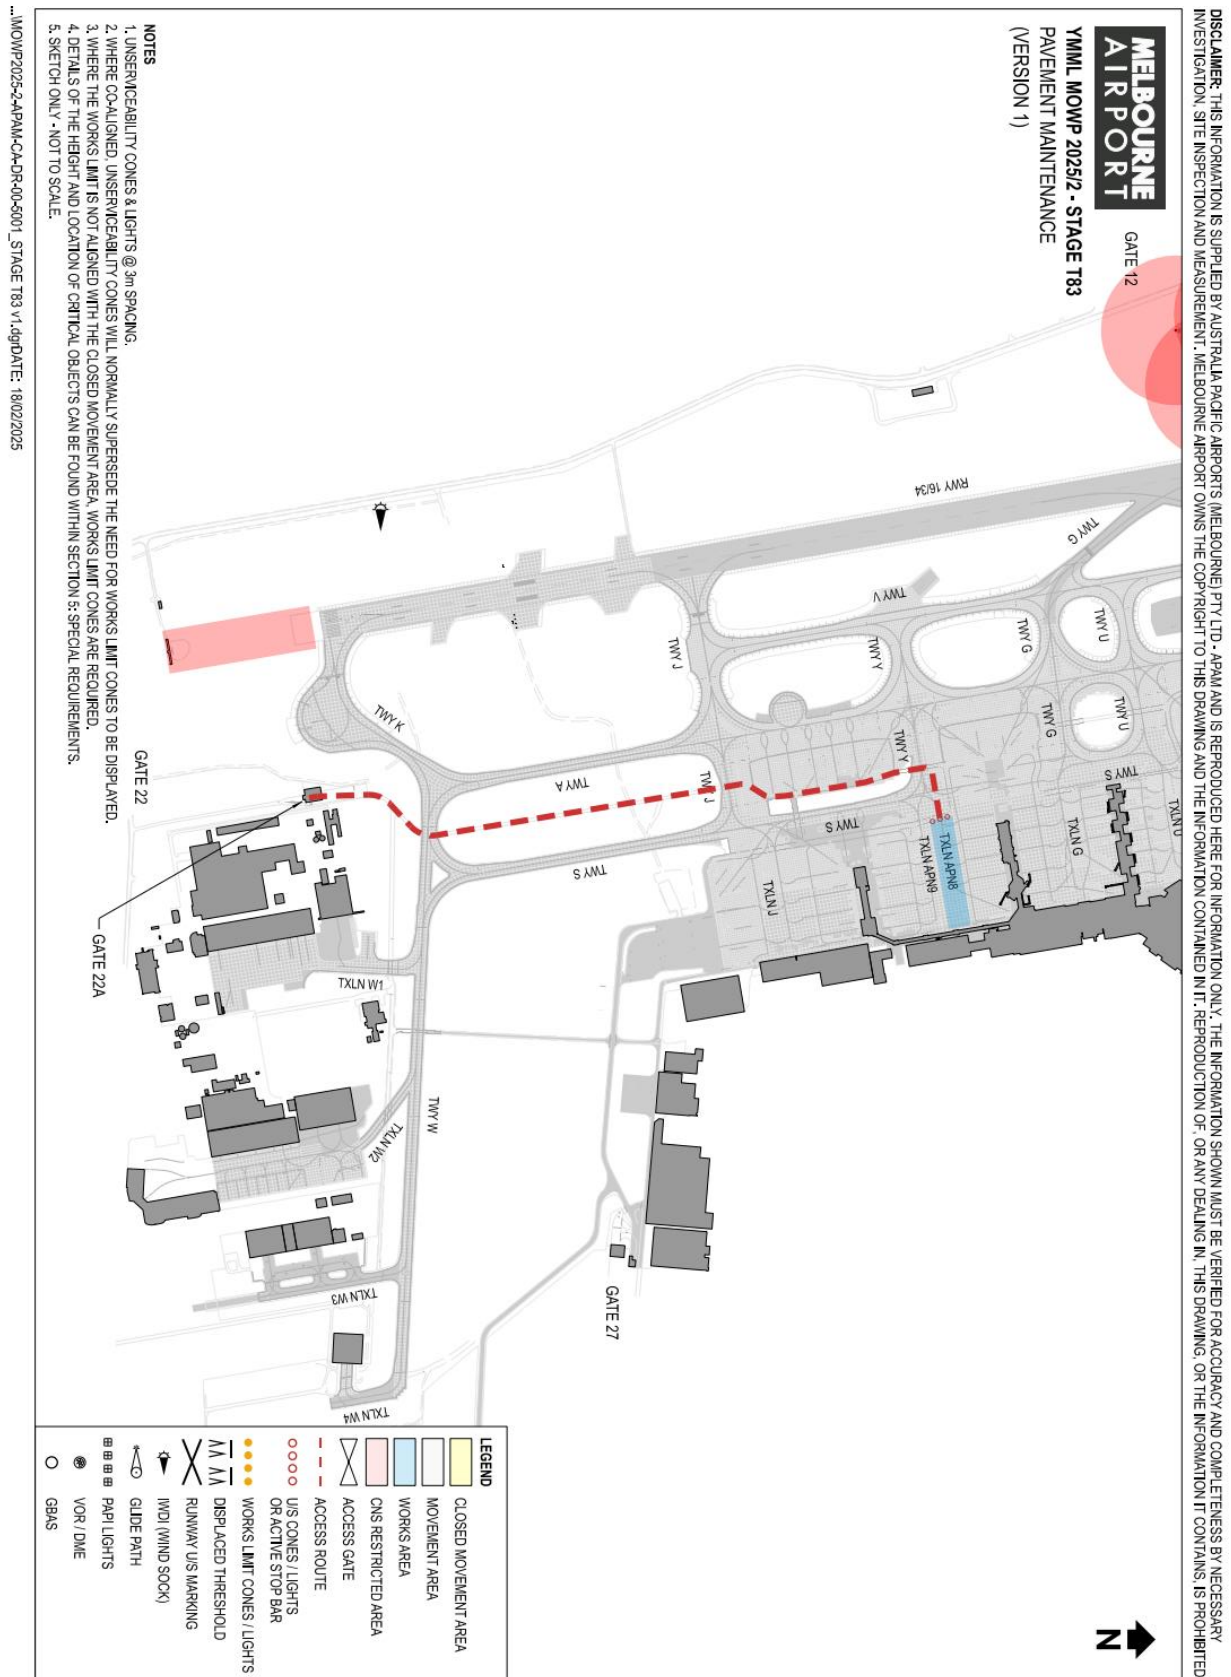 DISCLAIMER: THIS INFORMATION IS SUPPLIED BY AUSTRALIA PACIFIC AIRPORTS (MELBOURNE) PTY LTD - APAM AND IS REPRODUCED HERE FOR INFORMATION ONLY. THE INFORMATION SHOWN MUST BE VERIFIED FOR ACCURACY AND COMPLETENESS BY NECESSARY
INVESTIGATION, SITE INSPECTION AND MEASUREMENT. MELBOURNE AIRPORT OWNS THE COPYRIGHT TO THIS DRAWING AND THE INFORMATION CONTAINED IN IT. REPRODUCTION OF, OR ANY DEALING IN, THIS DRAWING, OR THE INFORMATION IT CONTAINS, IS PROHIBITED
MELBOURNE
AIRPORT
YMML MOWP 2025/2 - STAGE T83
PAVEMENT MAINTENANCE
(VERSION 1)
GATE 12
RWY 16/34
TWY G
TWY V
TWY U
TWY G
TWY Y
TWY J
TWY U
TWY G
TWY S
TXLN U
TWY Y
TXLN G
TWY K
TWY A
TWY J
TWY S
TXLN APN8
TXLN APN9
TWY S
TXLN J
GATE 22
GATE 22A
TXLN W1
TWY W
TXLN W2
GATE 27
TXLN W3
TXLN W4
N
NOTES
1. UNSERVICEABILITY CONES & LIGHTS @ 3m SPACING.
2. WHERE CO-ALIGNED, UNSERVICEABILITY CONES WILL NORMALLY SUPERSEDE THE NEED FOR WORKS LIMIT CONES TO BE DISPLAYED.
3. WHERE THE WORKS LIMIT IS NOT ALIGNED WITH THE CLOSED MOVEMENT AREA, WORKS LIMIT CONES ARE REQUIRED.
4. DETAILS OF THE HEIGHT AND LOCATION OF CRITICAL OBJECTS CAN BE FOUND WITHIN SECTION 5: SPECIAL REQUIREMENTS.
5. SKETCH ONLY - NOT TO SCALE.
LEGEND
CLOSED MOVEMENT AREA
MOVEMENT AREA
WORKS AREA
CNS RESTRICTED AREA
ACCESS GATE
ACCESS ROUTE
U/S CONES / LIGHTS
OR ACTIVE STOP BAR
WORKS LIMIT CONES / LIGHTS
DISPLACED THRESHOLD
RUNWAY U/S MARKING
IWDI (WIND SOCK)
GLIDE PATH
PAPI LIGHTS
VOR / DME
GBAS
...\MOWP2025-2-APAM-CA-DR-00-5001_STAGE T83 v1.dgnDATE: 18/02/2025